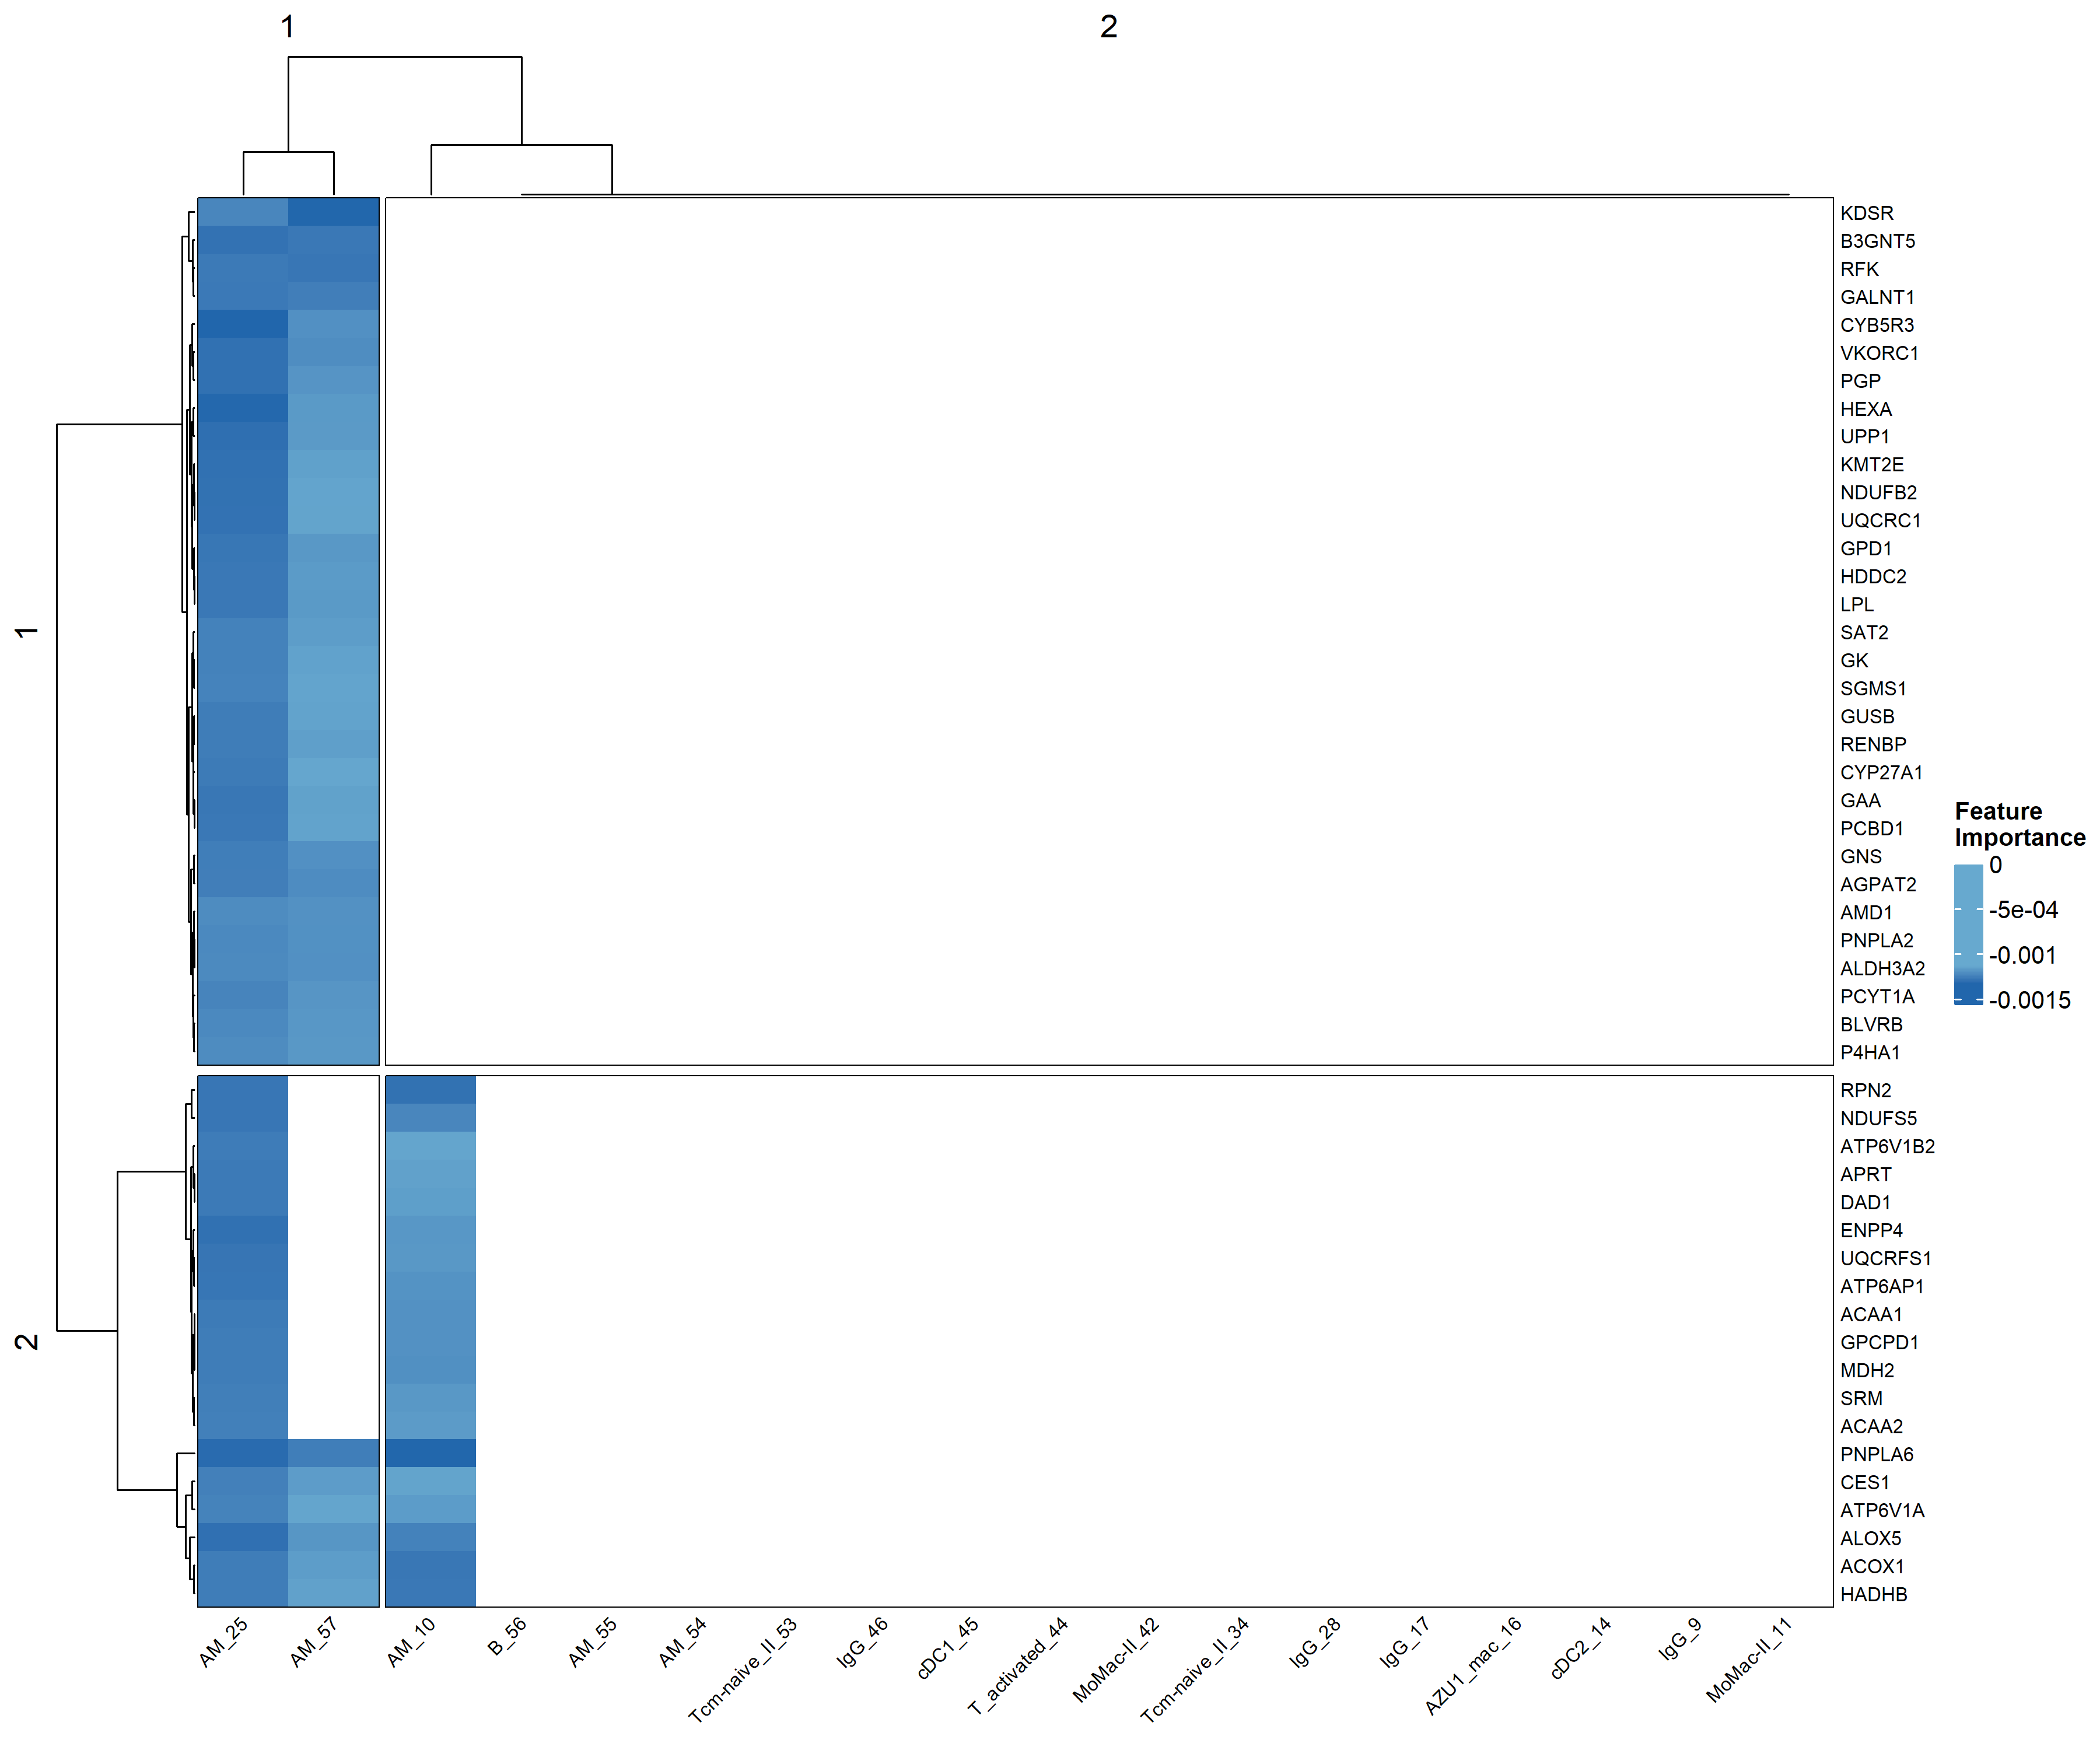 1
2
1
2
KDSR
B3GNT5
RFK
GALNT1
CYB5R3
VKORC1
PGP
HEXA
UPP1
KMT2E
NDUFB2
UQCRC1
GPD1
HDDC2
LPL
SAT2
GK
SGMS1
GUSB
RENBP
CYP27A1
GAA
PCBD1
GNS
AGPAT2
AMD1
PNPLA2
ALDH3A2
PCYT1A
BLVRB
P4HA1
RPN2
NDUFS5
ATP6V1B2
APRT
DAD1
ENPP4
UQCRFS1
ATP6AP1
ACAA1
GPCPD1
MDH2
SRM
ACAA2
PNPLA6
CES1
ATP6V1A
ALOX5
ACOX1
HADHB
AM_25
AM_57
AM_10
B_56
AM_55
AM_54
Tcm-naive_II_53
IgG_46
cDC1_45
T_activated_44
MoMac-II_42
Tcm-naive_II_34
IgG_28
IgG_17
AZU1_mac_16
cDC2_14
IgG_9
MoMac-II_11
Feature
Importance
0
-5e-04
-0.001
-0.0015